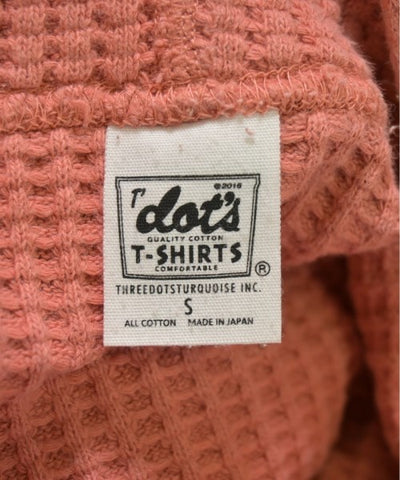 ©2016
T' dot's
QUALITY COTTON
T-SHIRTS
COMFORTABLE
®
THREEDOTSTURQUOISE INC.
S
ALL COTTON MADE IN JAPAN